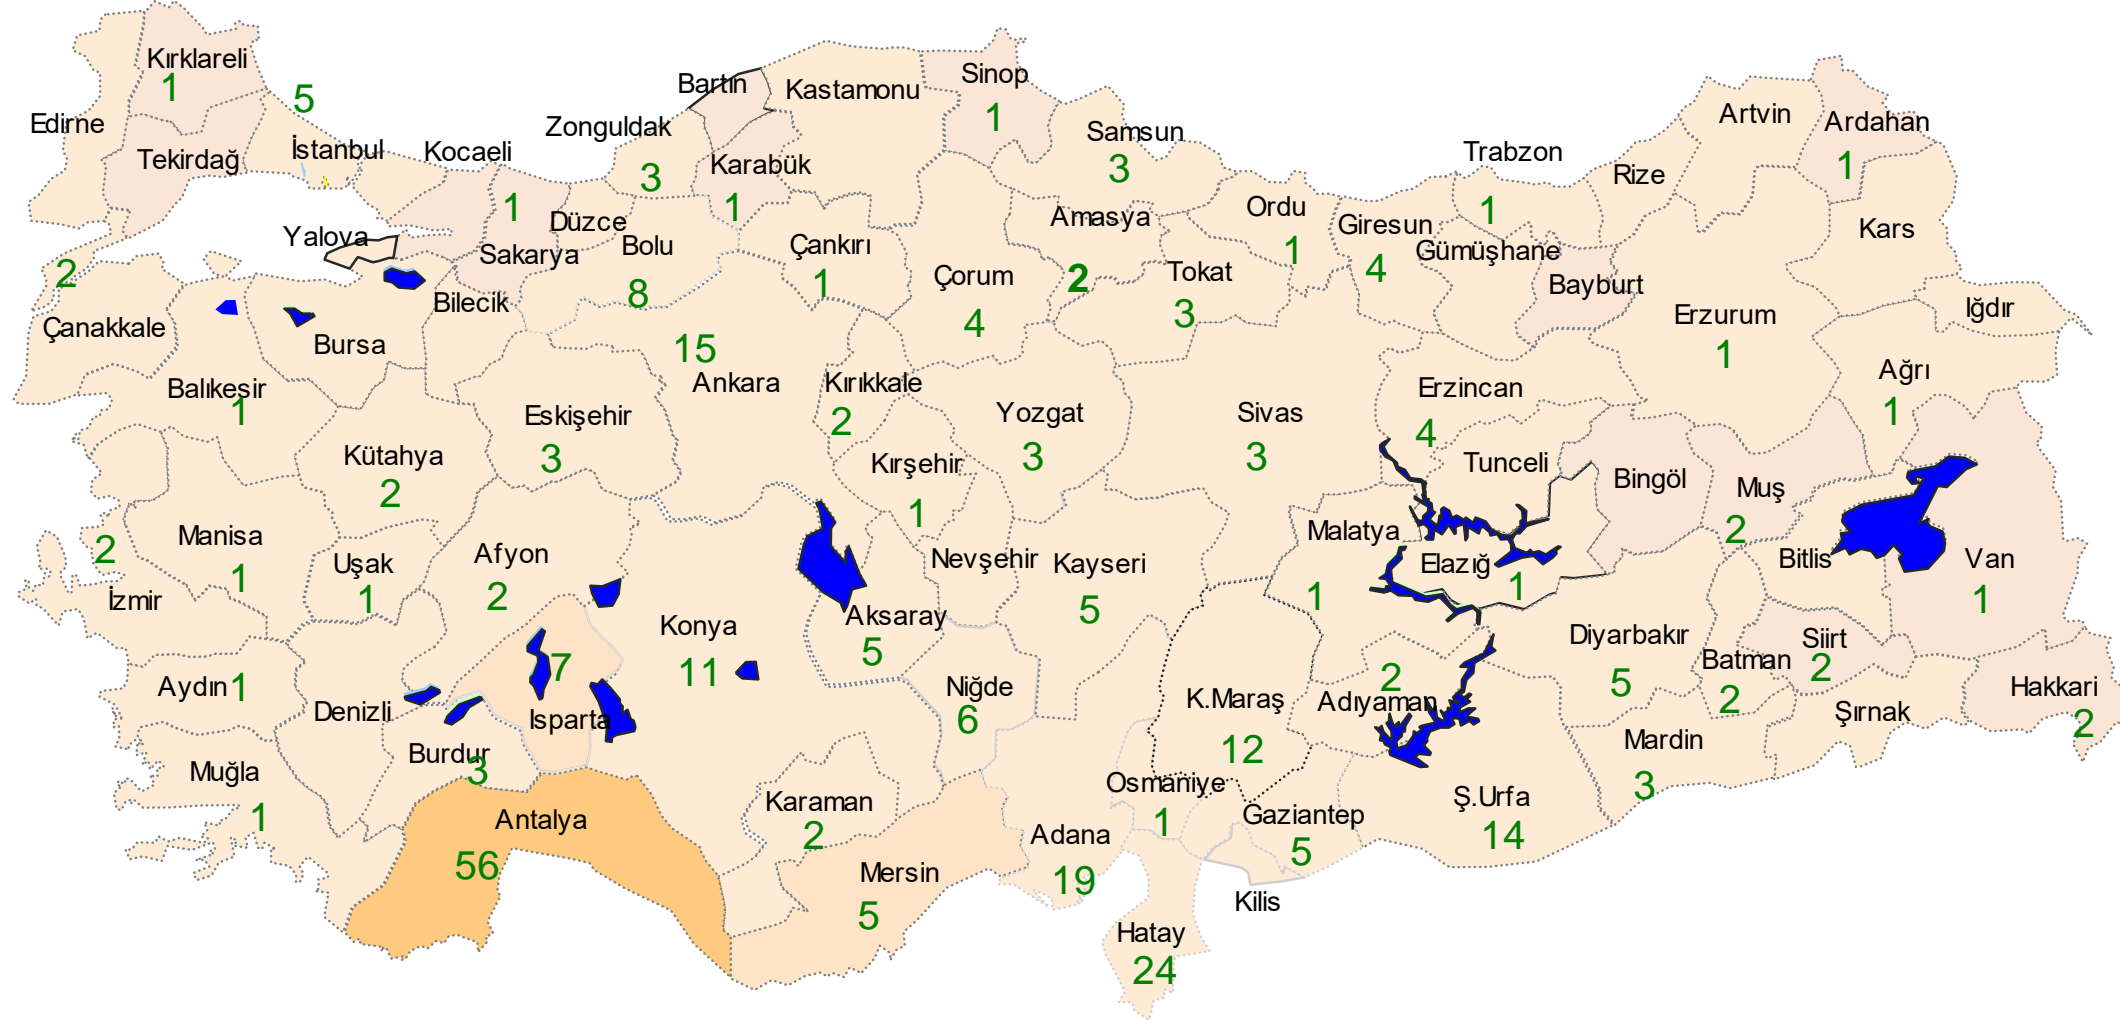 Kırklareli
1
5
Edirne
Tekirdağ
İstanbul
Kocaeli
1
Yalova
Sakarya
Düzce
Bolu
8
Zonguldak
3
Bartın
Karabük
1
Kastamonu
Sinop
1
Samsun
3
Amasya
2
Çankırı
1
Çorum
4
Tokat
3
Ordu
1
Giresun
4
Trabzon
1
Gümüşhane
Rize
Artvin
Ardahan
1
Kars
Bayburt
Erzurum
1
Iğdır
Ağrı
1
2
Çanakkale
Balıkesir
1
Bursa
Bilecik
15
Ankara
Eskişehir
3
Kütahya
2
Kırıkkale
2
Kırşehir
1
Yozgat
3
Sivas
3
Erzincan
4
Tunceli
Bingöl
Muş
2
Bitlis
Van
1
Manisa
1
2
İzmir
Uşak
1
Afyon
2
Konya
11
Aksaray
5
Nevşehir
Kayseri
5
Malatya
1
Elazığ
1
Diyarbakır
5
Batman
2
Siirt
2
Şırnak
Hakkari
2
Aydın
1
Denizli
7
Isparta
Burdur
3
Niğde
6
K.Maraş
12
2
Adıyaman
Mardin
3
Muğla
1
Antalya
56
Karaman
2
Mersin
5
Adana
19
Osmaniye
1
Gaziantep
5
Ş.Urfa
14
Kilis
Hatay
24